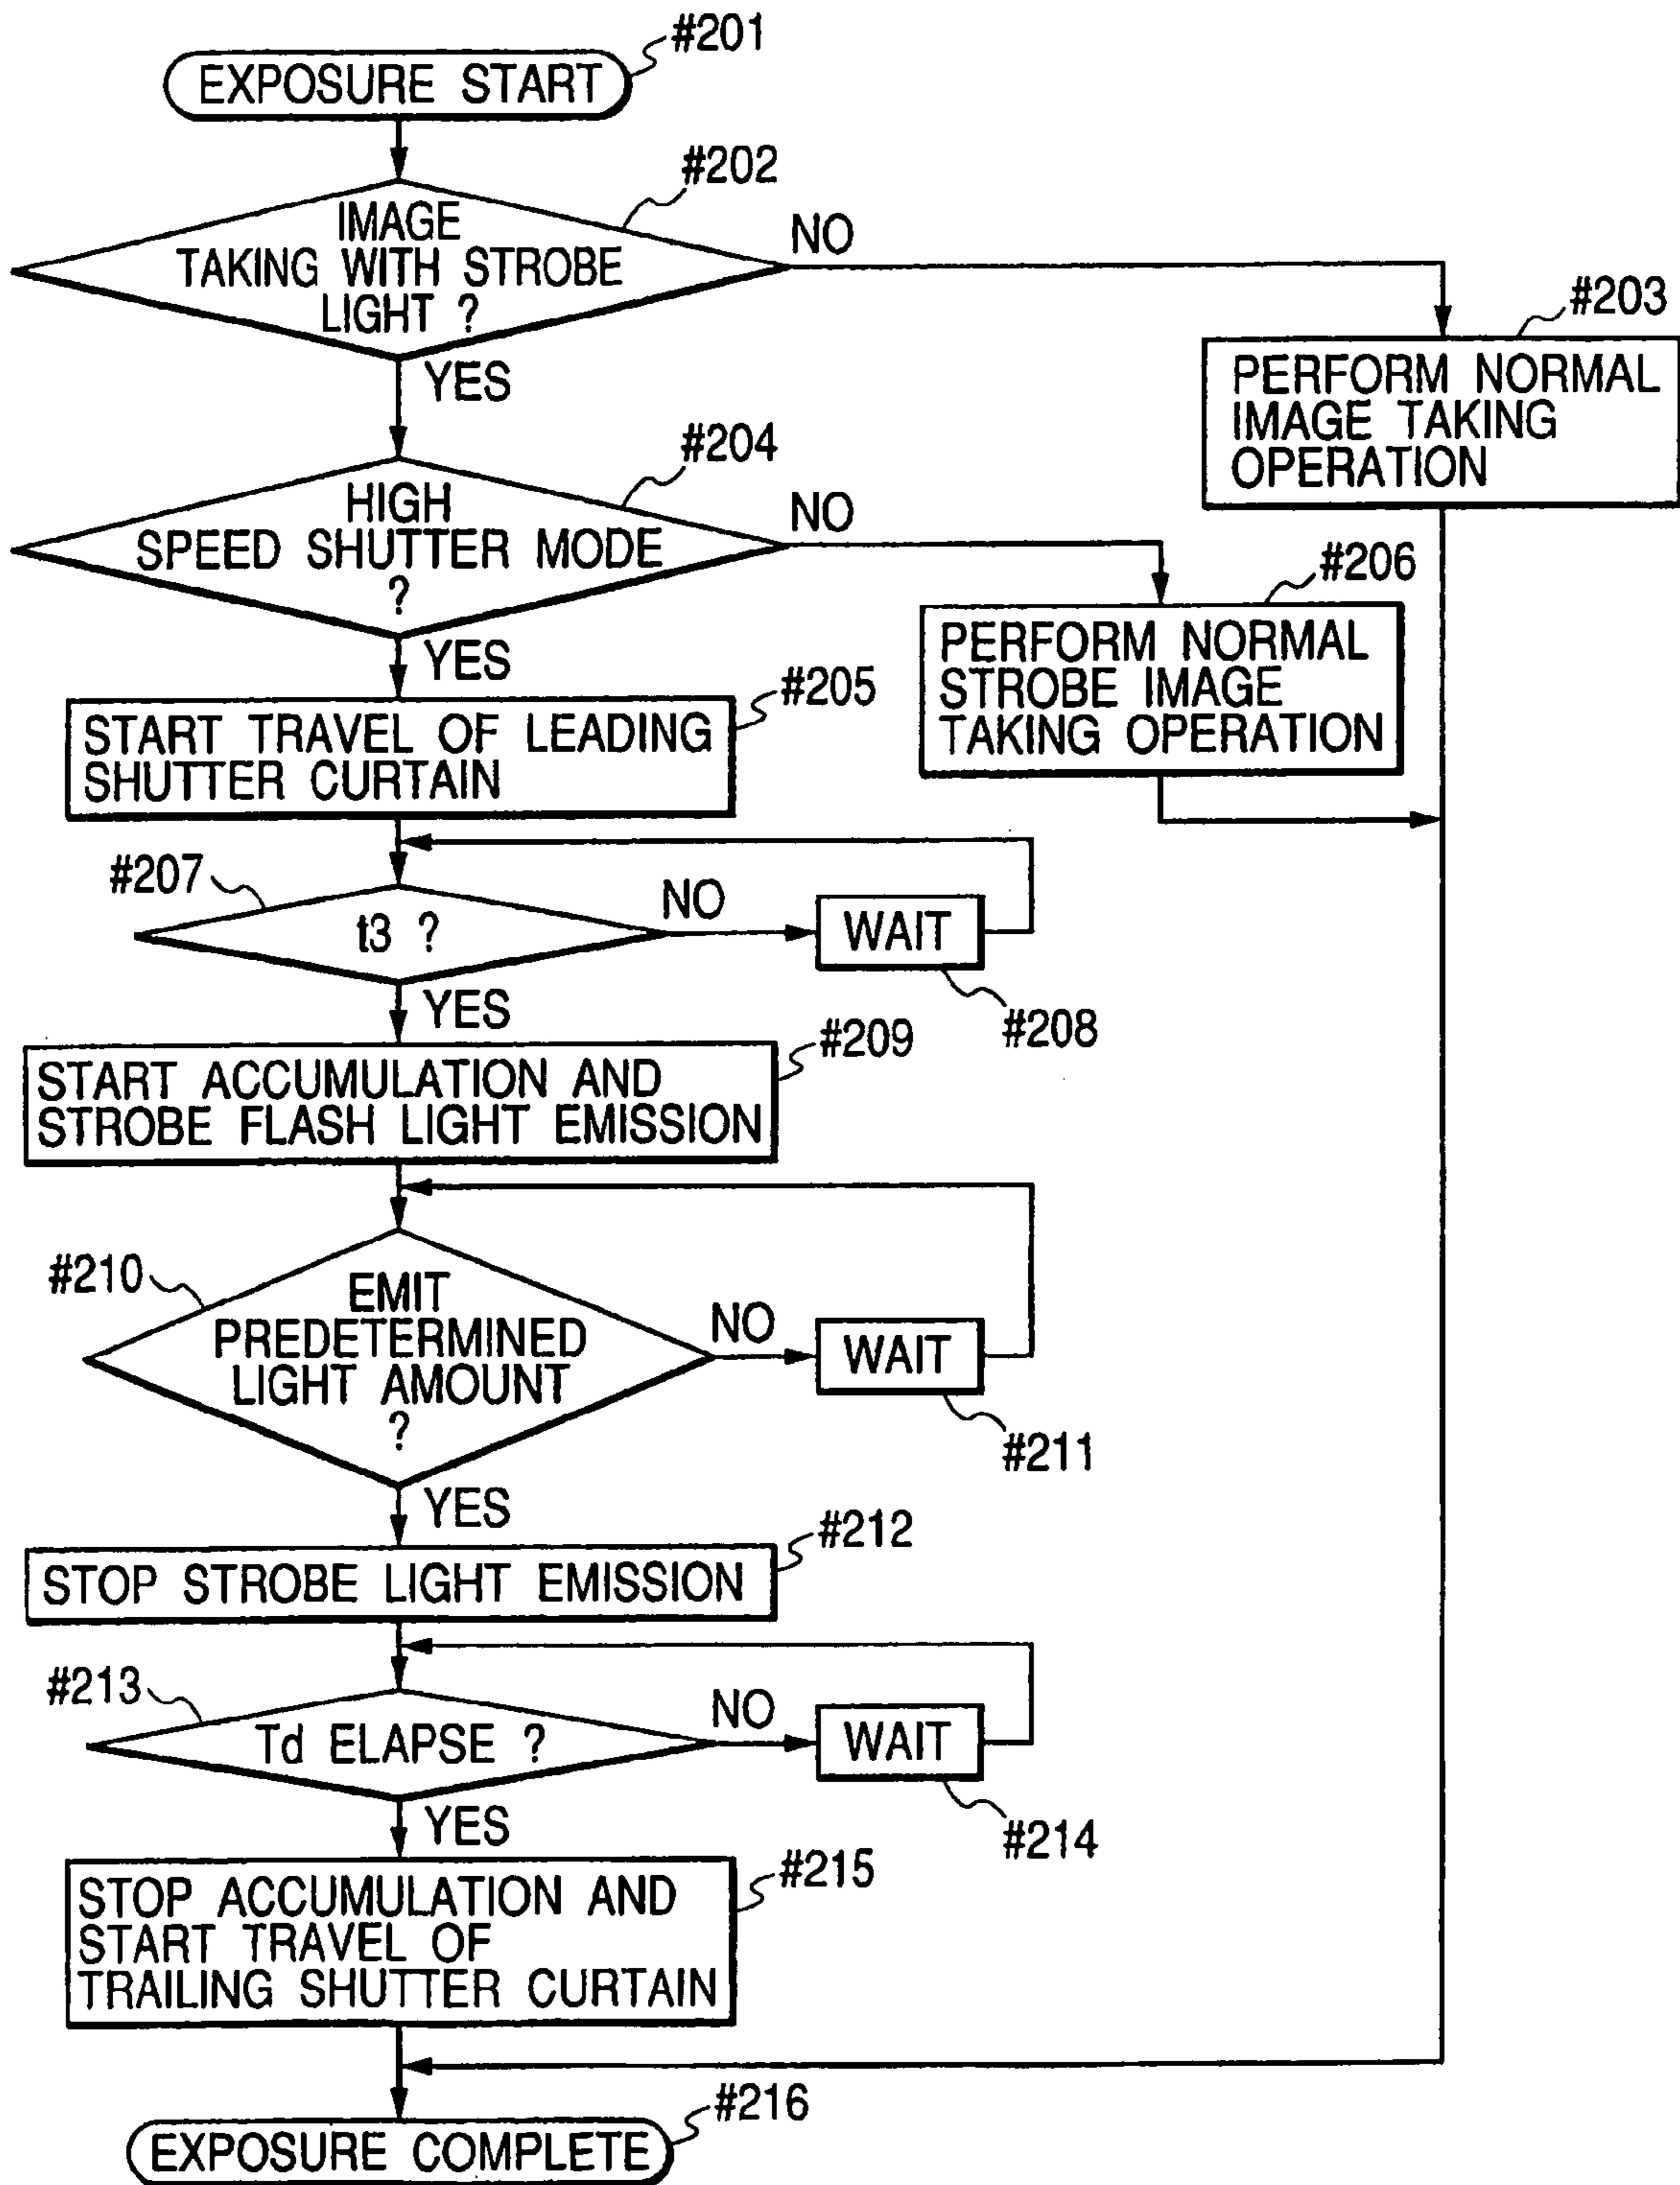 #201
EXPOSURE START
#202
IMAGE
TAKING WITH STROBE
LIGHT ?
NO
YES
#203
PERFORM NORMAL
IMAGE TAKING
OPERATION
#204
HIGH
SPEED SHUTTER MODE
?
NO
YES
#206
PERFORM NORMAL
STROBE IMAGE
TAKING OPERATION
#205
START TRAVEL OF LEADING
SHUTTER CURTAIN
#207
t3 ?
NO
WAIT
#208
YES
#209
START ACCUMULATION AND
STROBE FLASH LIGHT EMISSION
#210
EMIT
PREDETERMINED
LIGHT AMOUNT
?
NO
WAIT
#211
YES
#212
STOP STROBE LIGHT EMISSION
#213
Td ELAPSE ?
NO
WAIT
#214
YES
#215
STOP ACCUMULATION AND
START TRAVEL OF
TRAILING SHUTTER CURTAIN
#216
EXPOSURE COMPLETE